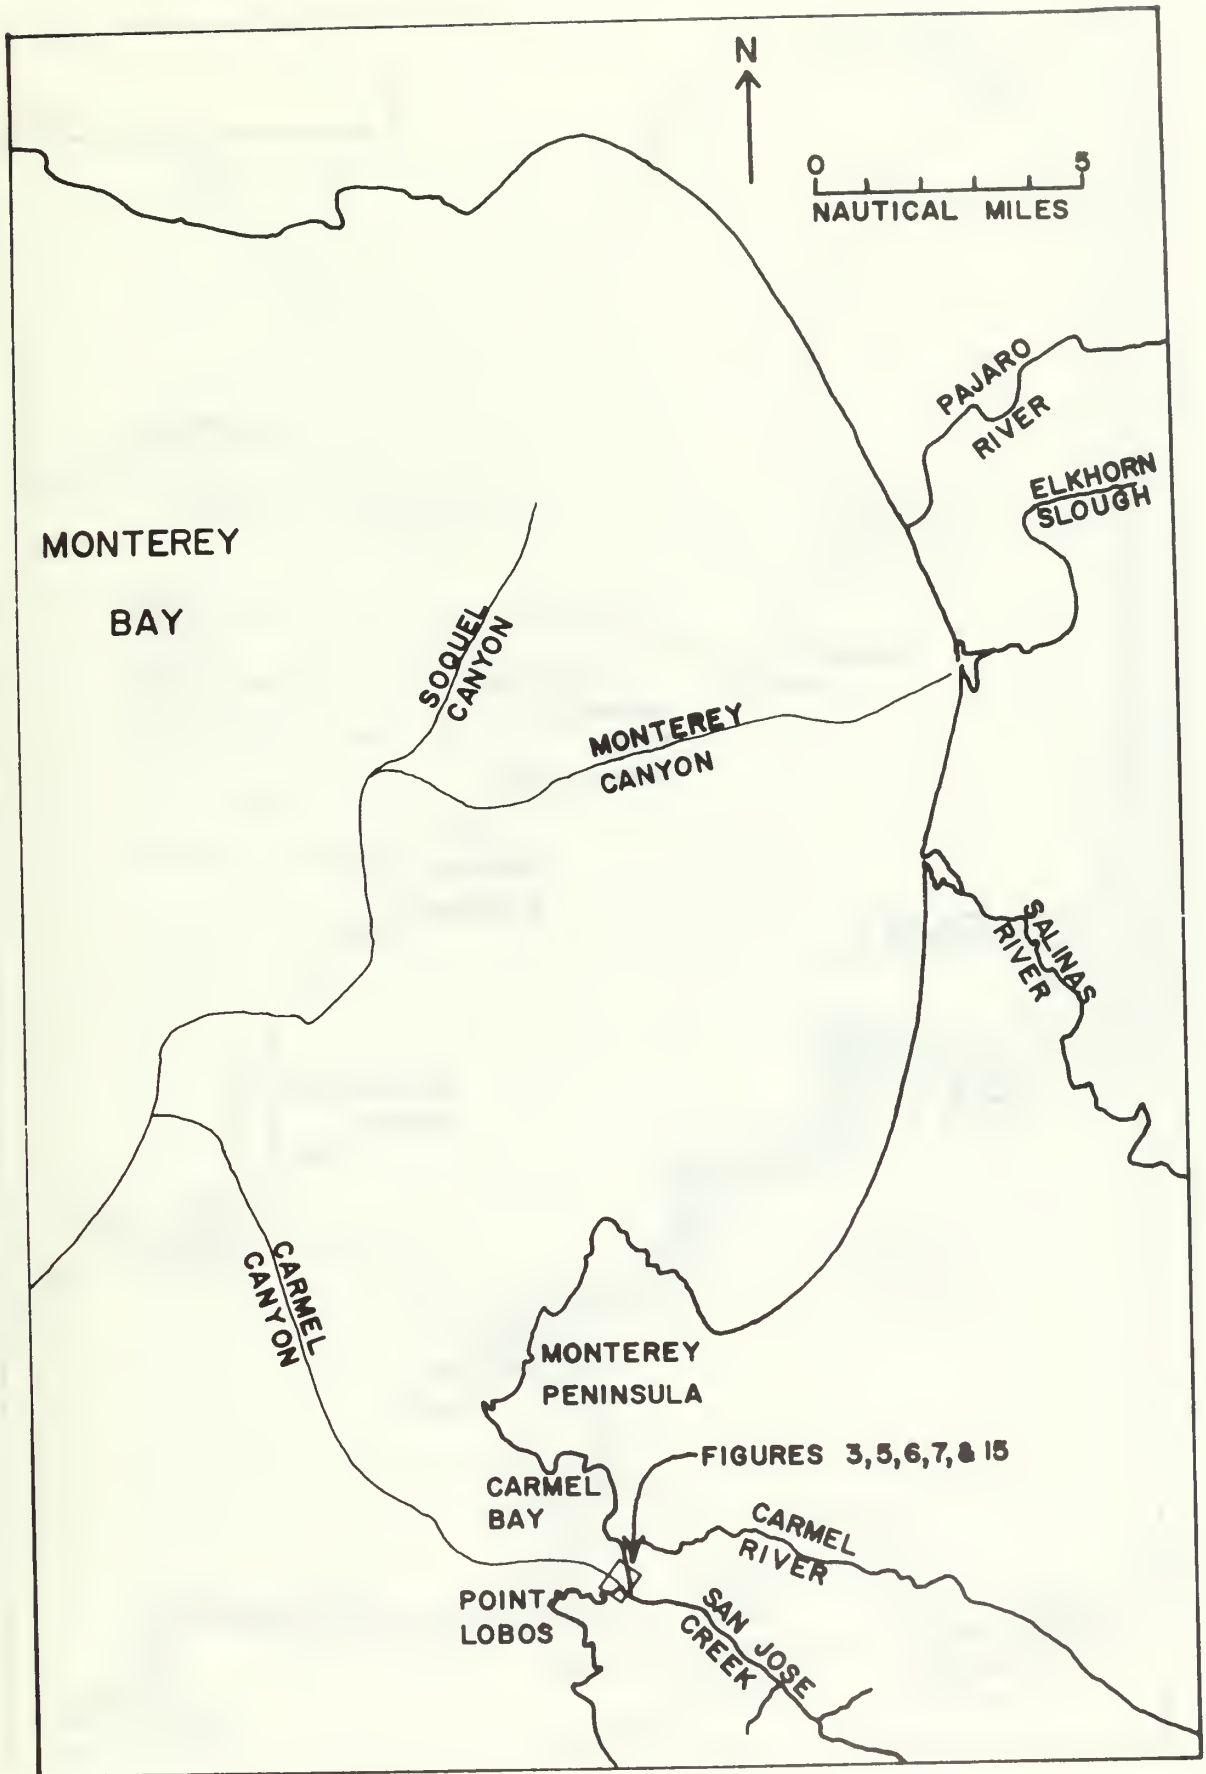 N
0 5
NAUTICAL MILES
PAJARO
RIVER
ELKHORN
SLOUGH
MONTEREY
BAY
SOQUEL
CANYON
MONTEREY
CANYON
SALINAS
RIVER
CARMEL
CANYON
MONTEREY
PENINSULA
FIGURES 3,5,6,7,& 15
CARMEL
BAY
CARMEL
RIVER
POINT
LOBOS
SAN JOSE
CREEK